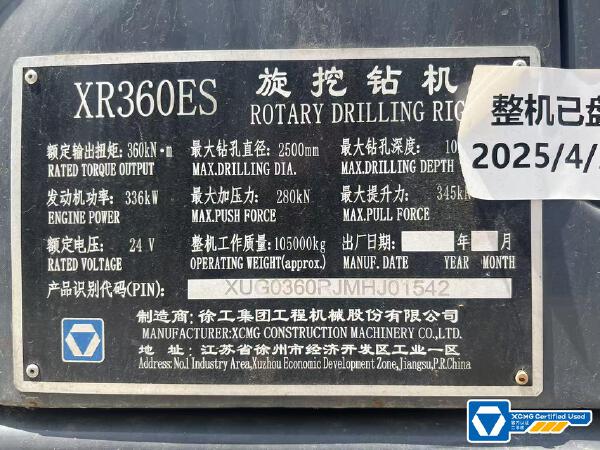 XR360ES 旋挖钻机
ROTARY DRILLING RIG
整机已盘
2025/4/
额定输出扭矩: 360kN·m 最大钻孔直径: 2500mm 最大钻孔深度: 10
RATED TORQUE OUTPUT MAX.DRILLING DIA. MAX.DRILLING DEPTH
发动机功率: 336kW 最大加压力: 280kN 最大提升力: 345kN
ENGINE POWER MAX.PUSH FORCE MAX.PULL FORCE
额定电压: 24 V 整机工作质量:105000kg 出厂日期: 年 月
RATED VOLTAGE OPERATING WEIGHT(approx.) MANUF.DATE YEAR MONTH
产品识别代码(PIN): XUG0360RJMHJ01542
制造商: 徐工集团工程机械股份有限公司
MANUFACTURER:XCMG CONSTRUCTION MACHINERY CO.,LTD.
地 址: 江苏省徐州市经济开发区工业一区
Address:No.1 Industry Area,Xuzhou Economic Development Zone,Jiangsu,P.R.China
XCMG Certified Used